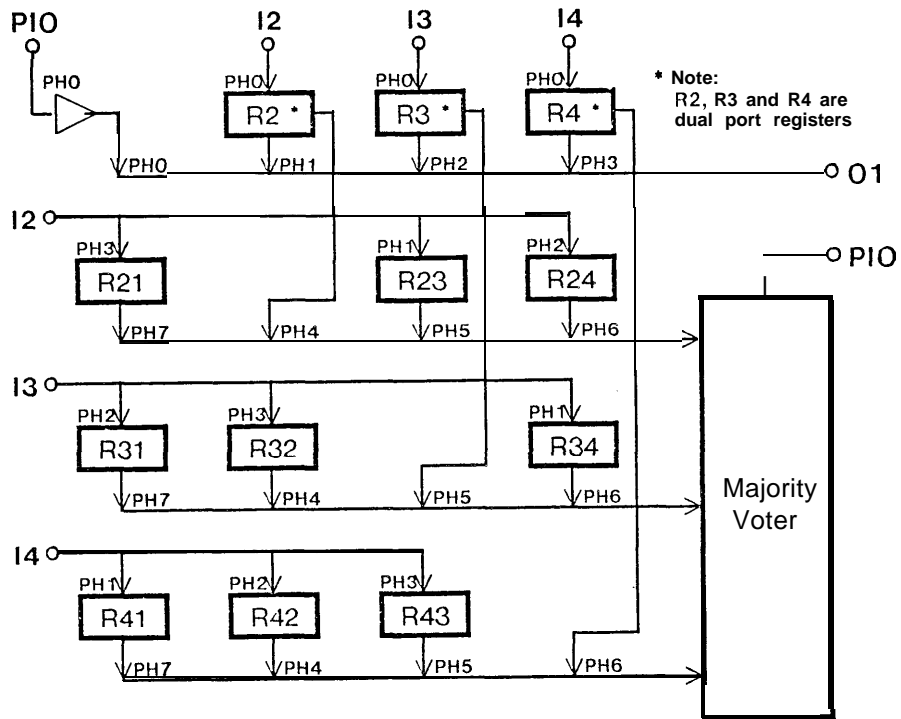 PIO I2 I3 I4
PH0 PH0 PH0 PH0
R2 * R3 * R4 *
* Note:
R2, R3 and R4 are
dual port registers
PH0 PH1 PH2 PH3 O1
I2
PH3 PH1 PH2
R21 R23 R24
PIO
PH7 PH4 PH5 PH6
I3
PH2 PH3 PH1
R31 R32 R34
PH7 PH4 PH5 PH6
Majority
Voter
I4
PH1 PH2 PH3
R41 R42 R43
PH7 PH4 PH5 PH6